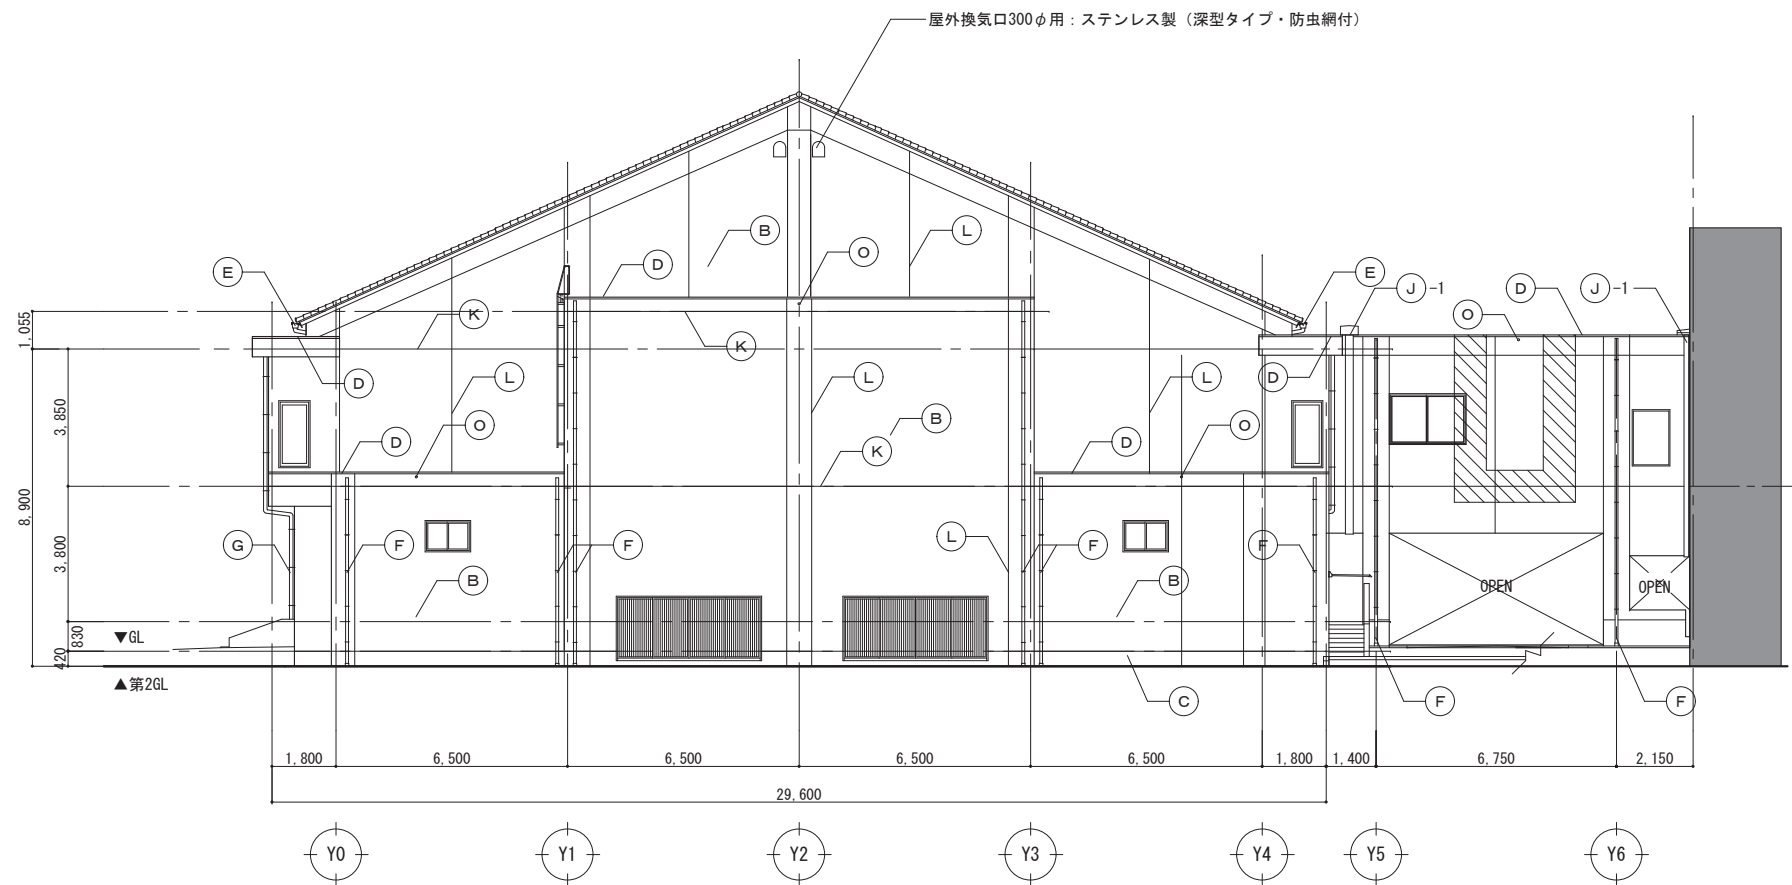 屋外換気口300φ用：ステンレス製（深型タイプ・防虫網付）
B
L
O
D
E
E
J -1
D
J -1
O
K
K
1,055
D
L
L
L
D
3,850
O
B
O
D
K
D
8,900
G
F
F
L
F
F
3,800
B
B
OPEN
OPEN
▼GL
830
420
▲第2GL
C
F
F
1,800
6,500
6,500
6,500
6,500
1,800
1,400
6,750
2,150
29,600
Y0
Y1
Y2
Y3
Y4
Y5
Y6